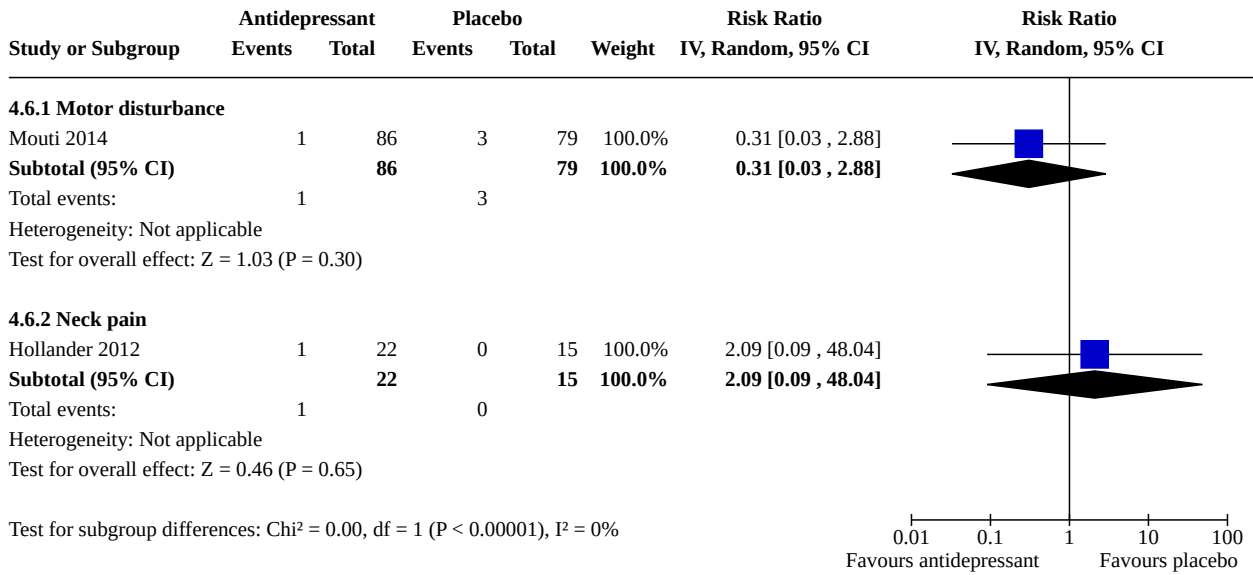 Antidepressant Placebo Risk Ratio Risk Ratio
Study or Subgroup Events Total Events Total Weight IV, Random, 95% CI IV, Random, 95% CI
4.6.1 Motor disturbance
Mouti 2014 1 86 3 79 100.0% 0.31 [0.03 , 2.88]
Subtotal (95% CI) 86 79 100.0% 0.31 [0.03 , 2.88]
Total events: 1 3
Heterogeneity: Not applicable
Test for overall effect: Z = 1.03 (P = 0.30)
4.6.2 Neck pain
Hollander 2012 1 22 0 15 100.0% 2.09 [0.09 , 48.04]
Subtotal (95% CI) 22 15 100.0% 2.09 [0.09 , 48.04]
Total events: 1 0
Heterogeneity: Not applicable
Test for overall effect: Z = 0.46 (P = 0.65)
Test for subgroup differences: Chi² = 0.00, df = 1 (P < 0.00001), I² = 0%
0.01 0.1 1 10 100
Favours antidepressant Favours placebo